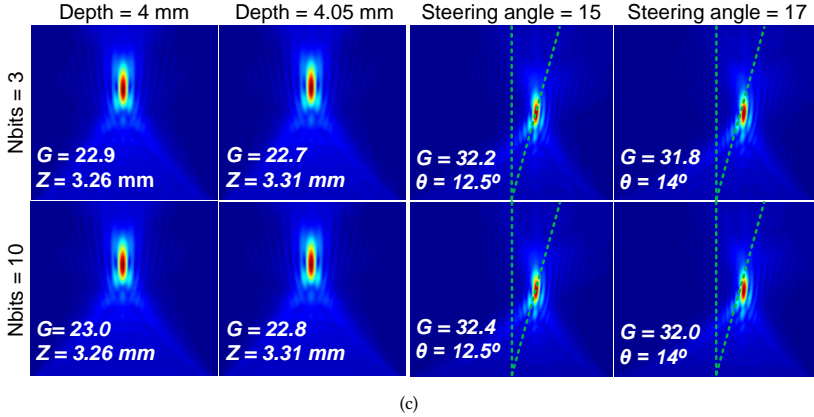 Depth = 4 mm
Depth = 4.05 mm
Steering angle = 15
Steering angle = 17
Nbits = 3
G = 22.9
Z = 3.26 mm
G = 22.7
Z = 3.31 mm
G = 32.2
θ = 12.5º
G = 31.8
θ = 14º
Nbits = 10
G= 23.0
Z = 3.26 mm
G = 22.8
Z = 3.31 mm
G = 32.4
θ = 12.5º
G = 32.0
θ = 14º
(c)